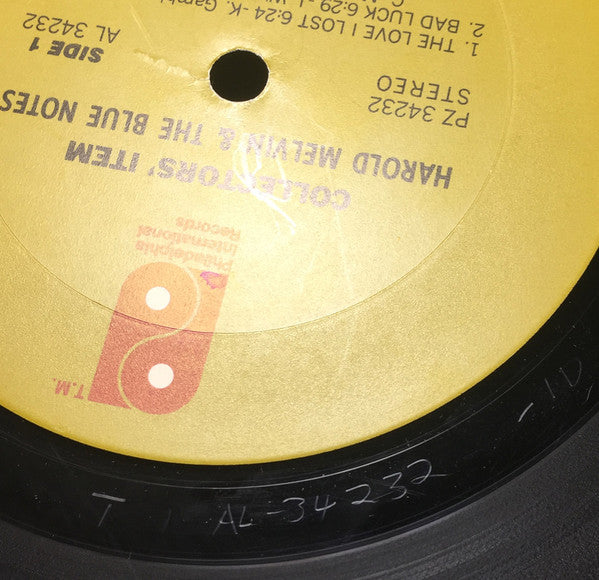 COLLECTORS' ITEM
HAROLD MELVIN & THE BLUE NOTES
PZ 34232
STEREO
SIDE 1
AL 34232
1. THE LOVE I LOST 6:24 -K.
2. BAD LUCK 6:29
Philadelphia
International
Records
T.M.
T AL-34232 -1D